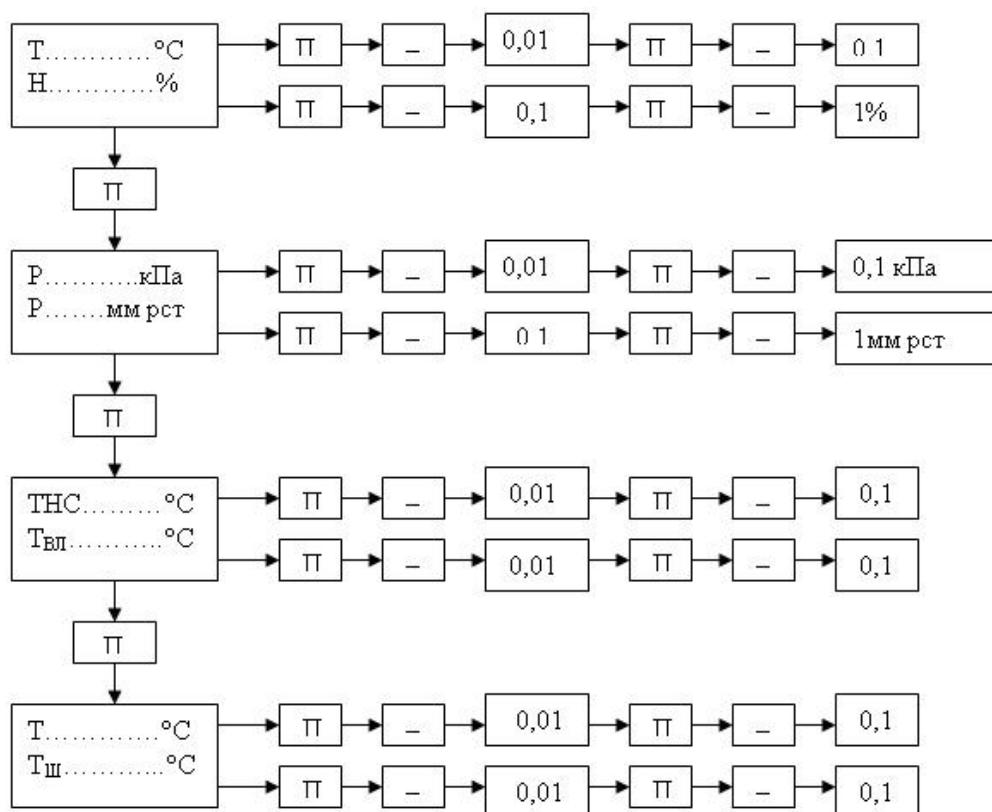 Т…………°С
Н…………%
П – 0,01 П – 0,1
П – 0,1 П – 1%
П
Р………..кПа
Р…….мм рст
П – 0,01 П – 0,1 кПа
П – 0,1 П – 1мм рст
П
ТНС………°С
ТВЛ………..°С
П – 0,01 П – 0,1
П – 0,01 П – 0,1
П
Т………….°С
ТШ………...°С
П – 0,01 П – 0,1
П – 0,01 П – 0,1